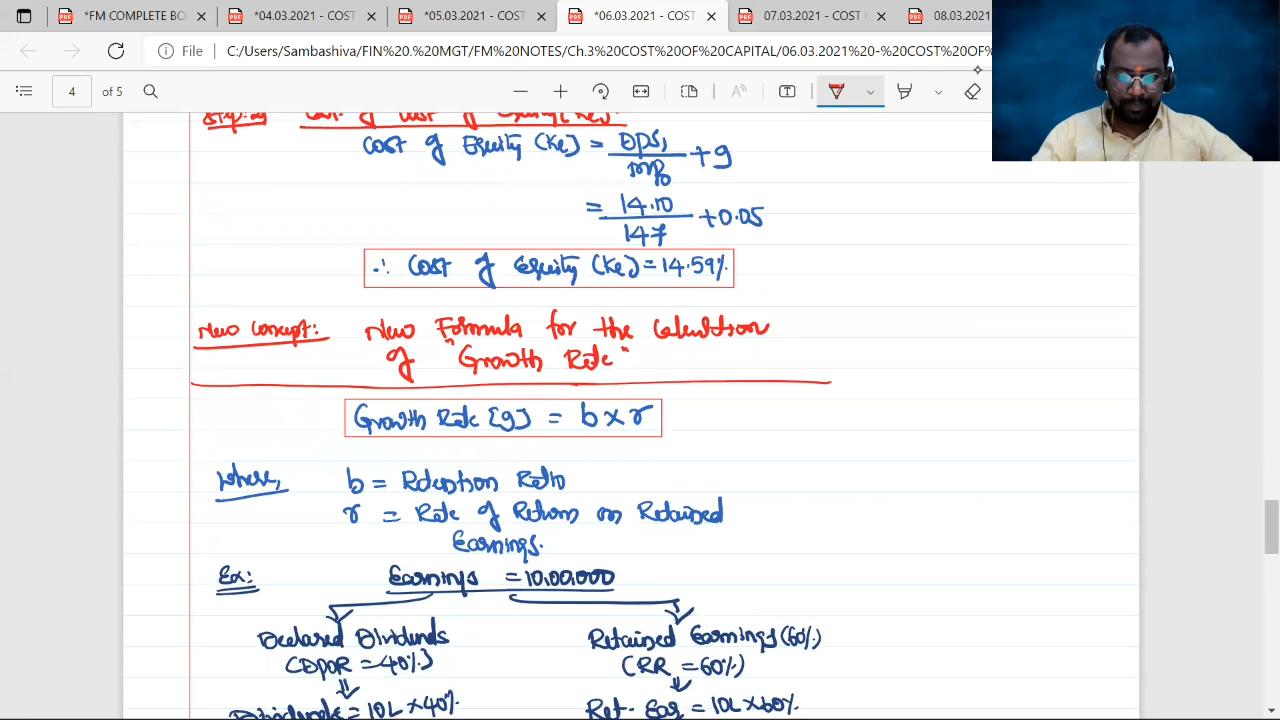 *FM COMPLETE BO
*04.03.2021 - COST
*05.03.2021 - COST
*06.03.2021 - COST
07.03.2021 - COST
08.03.2021
File C:/Users/Sambashiva/FIN%20.%20MGT/FM%20NOTES/Ch.3%20COST%20OF%20CAPITAL/06.03.2021%20-%20COST%20OF%
4 of 5
Cost of Equity (Ke) = DPS1 / MP0 + g
= 14.10 / 147 + 0.05
∴ Cost of Equity (Ke) = 14.59%
New Concept: New Formula for the Calculation
of "Growth Rate"
Growth Rate [g] = b × r
Where, b = Retention Ratio
r = Rate of Return on Retained
Earnings.
Ex: Earnings = 10,00,000
Declared Dividends Retained Earnings (60%)
(DPOR = 40%) (RR = 60%)
Dividends = 10L × 40% Ret. Ear = 10L × 60%